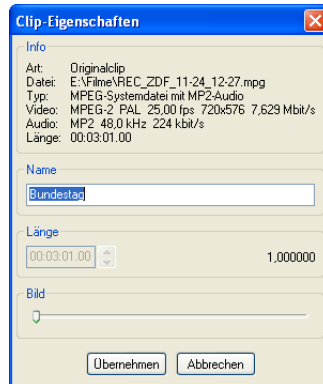 Clip-Eigenschaften
Info
Art: Originalclip
Datei: E:\Filme\REC_ZDF_11-24_12-27.mpg
Typ: MPEG-Systemdatei mit MP2-Audio
Video: MPEG-2 PAL 25,00 fps 720x576 7,629 Mbit/s
Audio: MP2 48,0 kHz 224 kbit/s
Länge: 00:03:01.00
Name
Bundestag
Länge
00:03:01.00 1,000000
Bild
Übernehmen Abbrechen